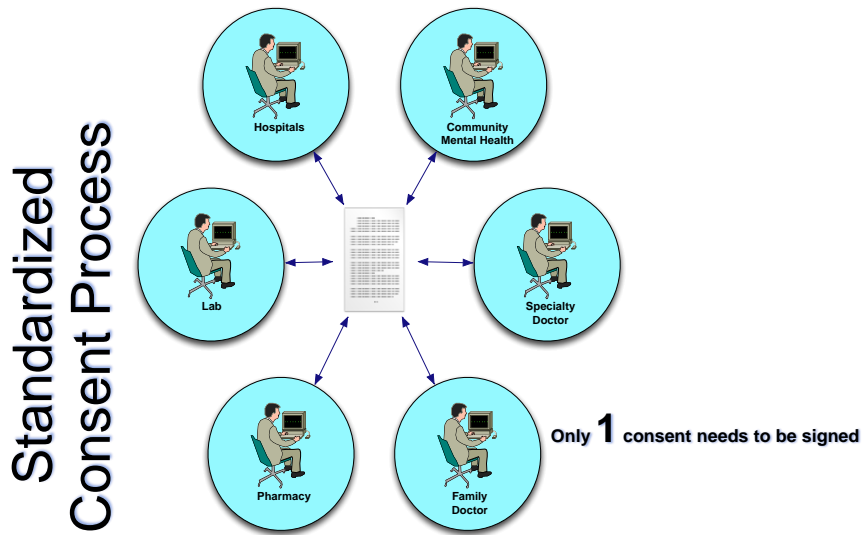 Standardized
Consent Process
Hospitals
Community
Mental Health
Lab
Specialty
Doctor
Pharmacy
Family
Doctor
Only 1 consent needs to be signed